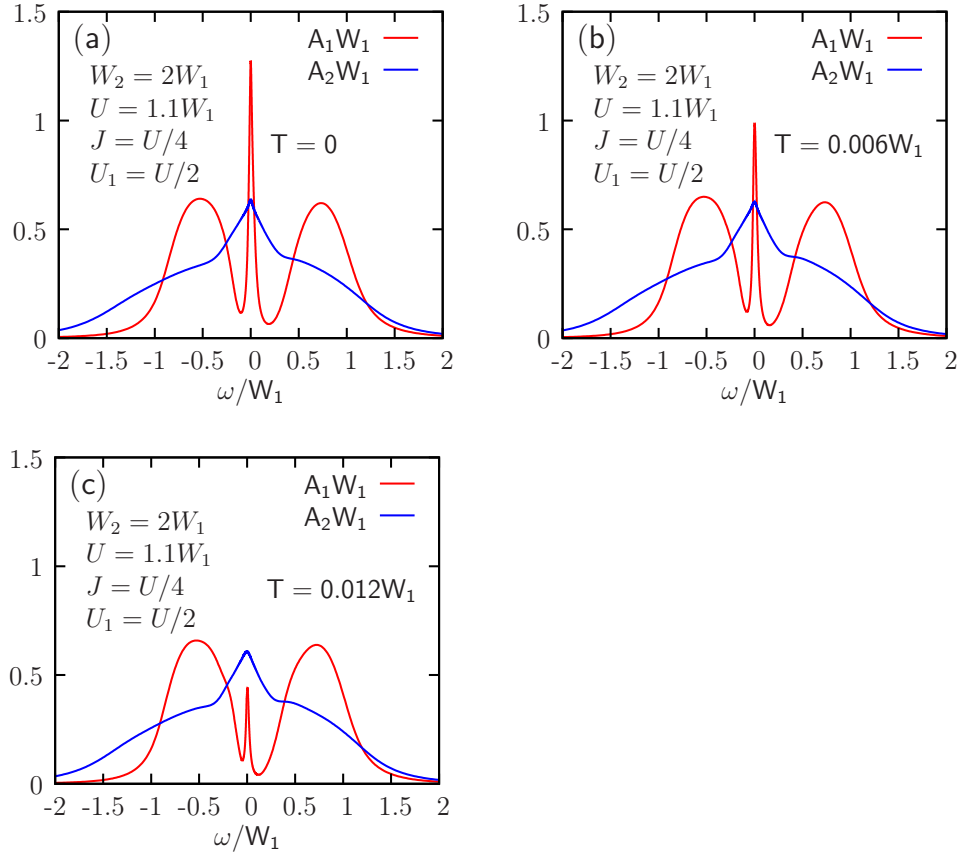 (a)
A₁W₁
A₂W₁
W₂ = 2W₁
U = 1.1W₁
J = U/4
U₁ = U/2
T = 0
1.5
1
0.5
0
-2 -1.5 -1 -0.5 0 0.5 1 1.5 2
ω/W₁
(b)
A₁W₁
A₂W₁
W₂ = 2W₁
U = 1.1W₁
J = U/4
U₁ = U/2
T = 0.006W₁
1.5
1
0.5
0
-2 -1.5 -1 -0.5 0 0.5 1 1.5 2
ω/W₁
(c)
A₁W₁
A₂W₁
W₂ = 2W₁
U = 1.1W₁
J = U/4
U₁ = U/2
T = 0.012W₁
1.5
1
0.5
0
-2 -1.5 -1 -0.5 0 0.5 1 1.5 2
ω/W₁